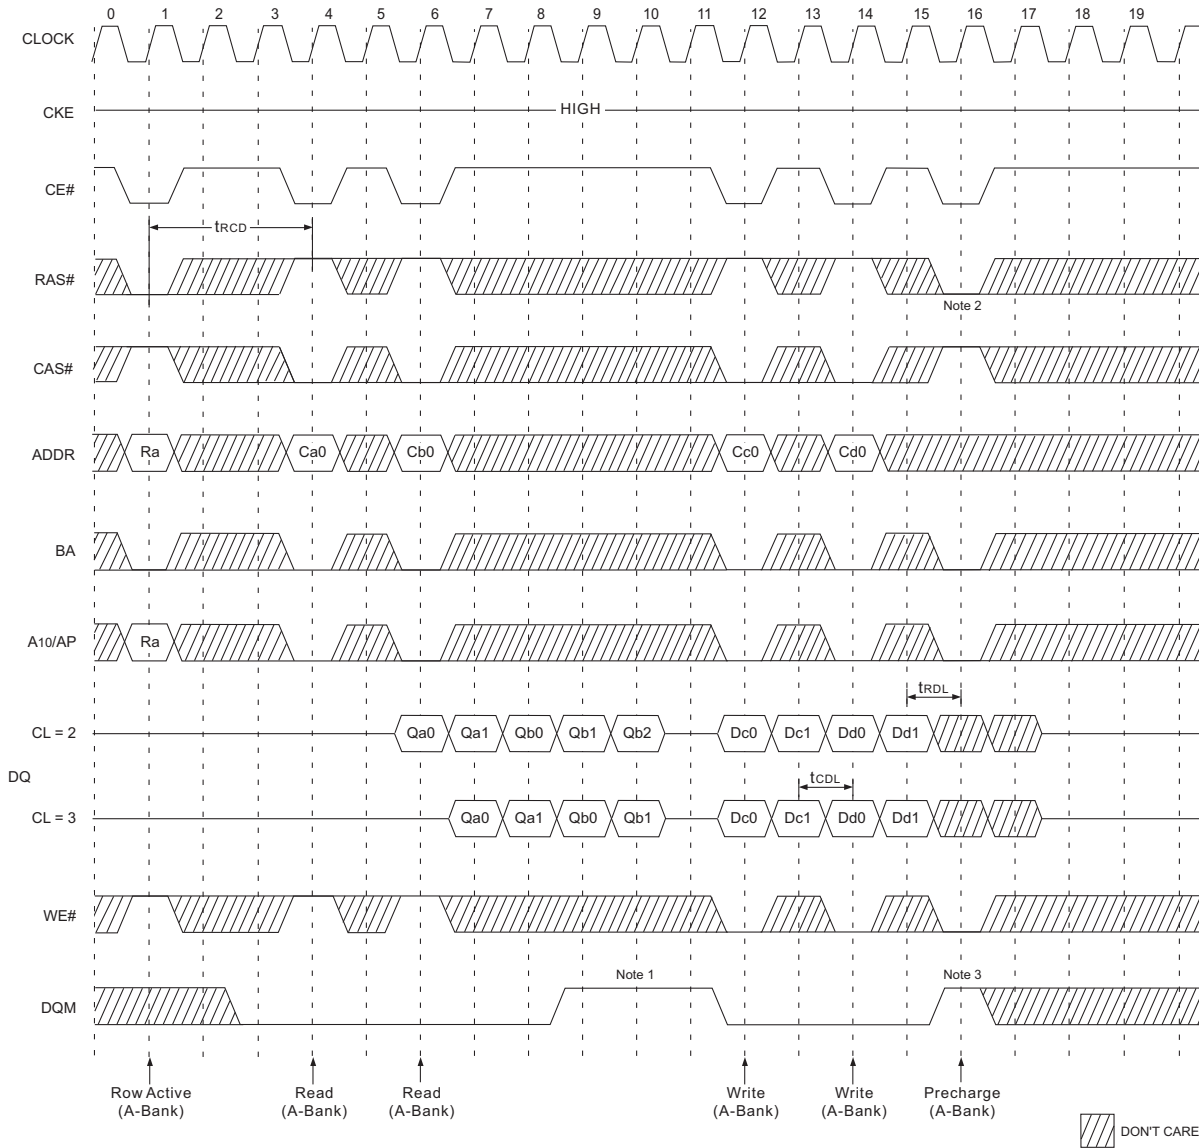 0 1 2 3 4 5 6 7 8 9 10 11 12 13 14 15 16 17 18 19
CLOCK
CKE
HIGH
CE#
tRCD
RAS#
Note 2
CAS#
ADDR
Ra Ca0 Cb0 Cc0 Cd0
BA
A10/AP
Ra
tRDL
CL = 2
Qa0 Qa1 Qb0 Qb1 Qb2 Dc0 Dc1 Dd0 Dd1
DQ
tCDL
CL = 3
Qa0 Qa1 Qb0 Qb1 Dc0 Dc1 Dd0 Dd1
WE#
Note 1
Note 3
DQM
Row Active
(A-Bank)
Read
(A-Bank)
Read
(A-Bank)
Write
(A-Bank)
Write
(A-Bank)
Precharge
(A-Bank)
DON'T CARE